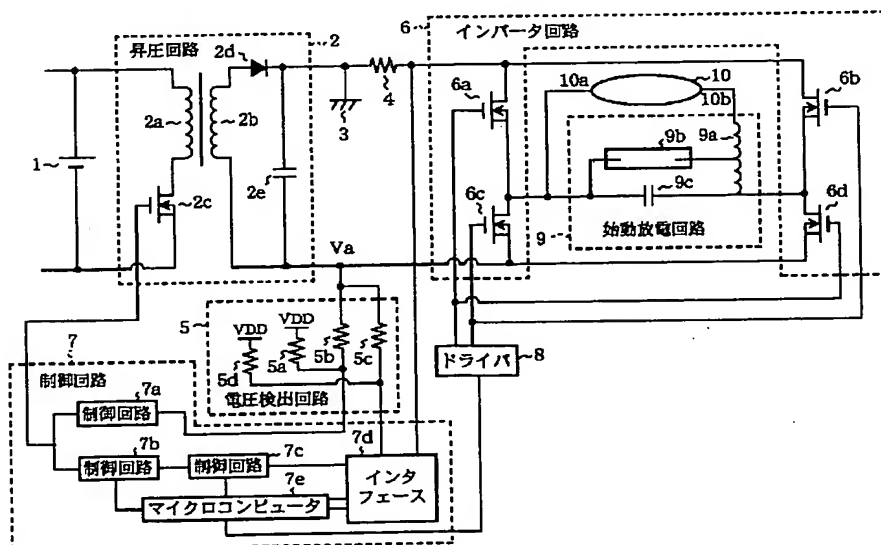 昇圧回路
2
2d
2a
2b
2c
2e
1
3
4
6
インバータ回路
6a
6b
10a
10
10b
9a
9b
9c
6c
6d
9
始動放電回路
Va
5
VDD
VDD
5d
5a
5b
5c
電圧検出回路
ドライバ
8
7
制御回路
7a
制御回路
7b
制御回路
7c
制御回路
7d
インタ
フェース
7e
マイクロコンピュータ